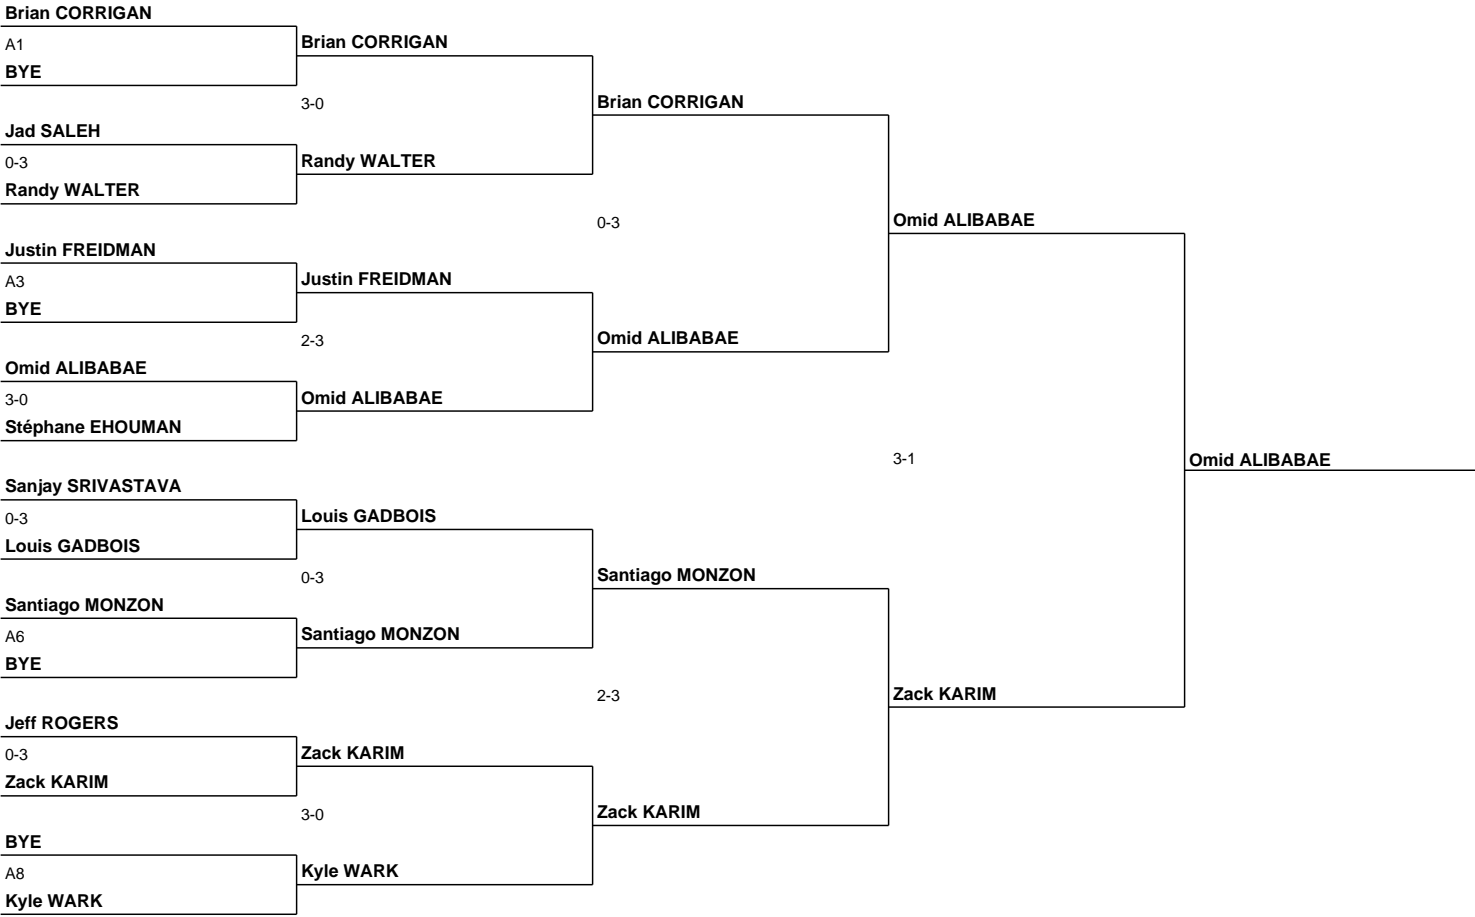 Brian CORRIGAN
A1
BYE
Jad SALEH
0-3
Randy WALTER
Justin FREIDMAN
A3
BYE
Omid ALIBABAE
3-0
Stéphane EHOUMAN
Sanjay SRIVASTAVA
0-3
Louis GADBOIS
Santiago MONZON
A6
BYE
Jeff ROGERS
0-3
Zack KARIM
BYE
A8
Kyle WARK
Brian CORRIGAN
3-0
Randy WALTER
Justin FREIDMAN
2-3
Omid ALIBABAE
Louis GADBOIS
0-3
Santiago MONZON
Zack KARIM
3-0
Kyle WARK
Brian CORRIGAN
0-3
Omid ALIBABAE
Santiago MONZON
2-3
Zack KARIM
Omid ALIBABAE
3-1
Zack KARIM
Omid ALIBABAE